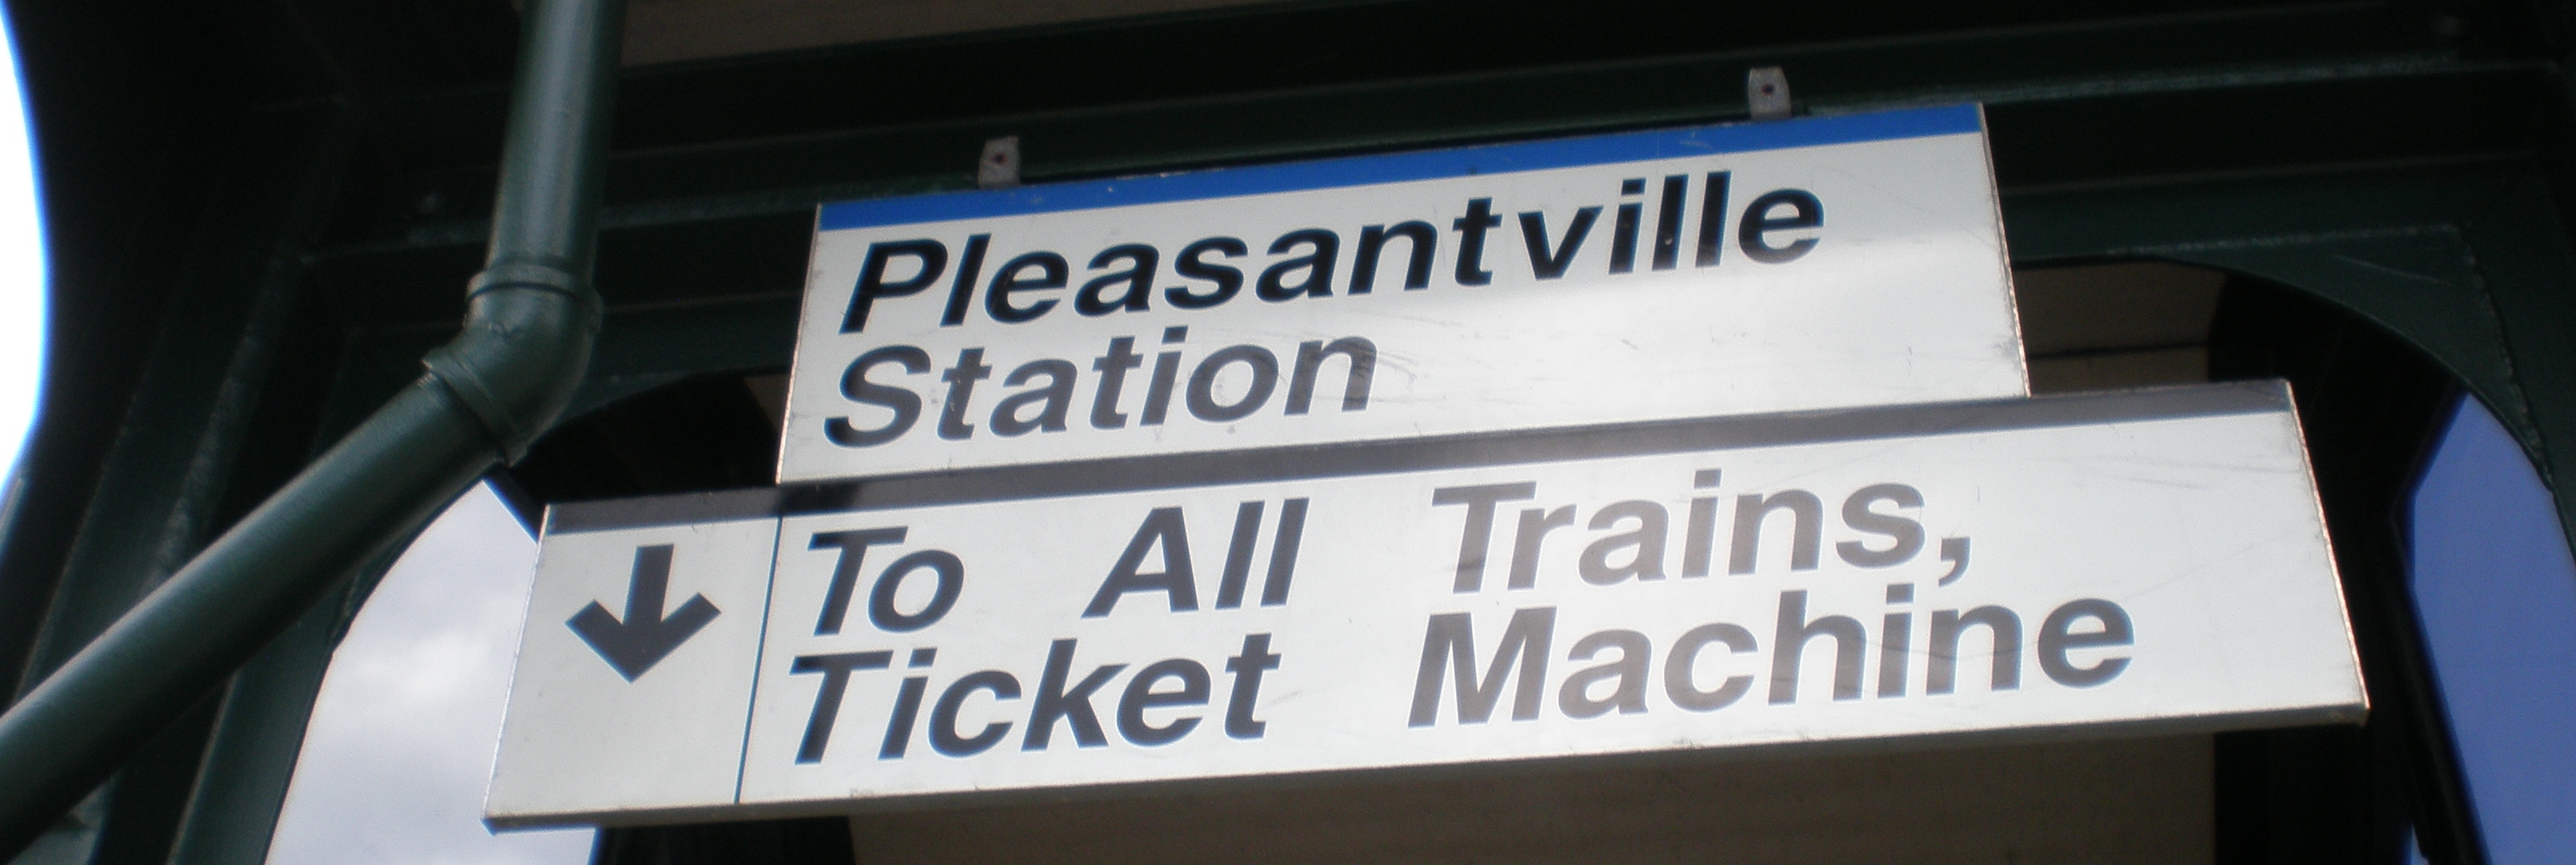 Pleasantville
Station
To All Trains,
Ticket Machine